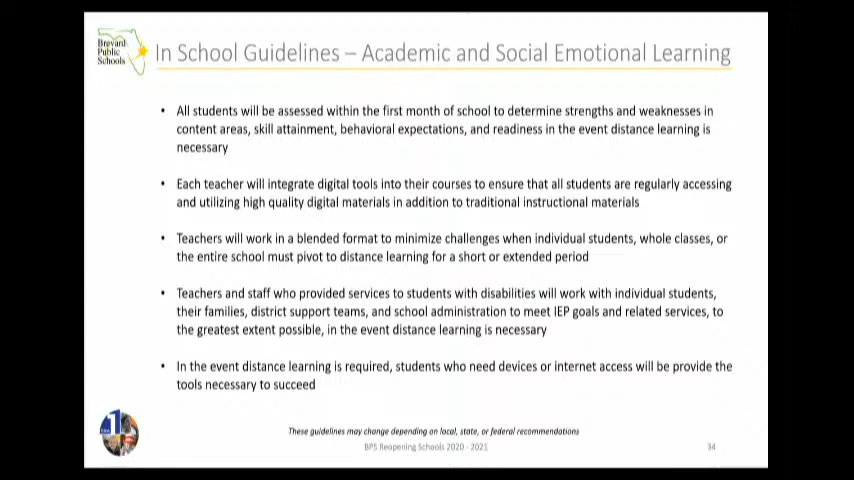 Brevard
Public
Schools
In School Guidelines – Academic and Social Emotional Learning
• All students will be assessed within the first month of school to determine strengths and weaknesses in
content areas, skill attainment, behavioral expectations, and readiness in the event distance learning is
necessary
• Each teacher will integrate digital tools into their courses to ensure that all students are regularly accessing
and utilizing high quality digital materials in addition to traditional instructional materials
• Teachers will work in a blended format to minimize challenges when individual students, whole classes, or
the entire school must pivot to distance learning for a short or extended period
• Teachers and staff who provided services to students with disabilities will work with individual students,
their families, district support teams, and school administration to meet IEP goals and related services, to
the greatest extent possible, in the event distance learning is necessary
• In the event distance learning is required, students who need devices or internet access will be provide the
tools necessary to succeed
1
These guidelines may change depending on local, state, or federal recommendations
BPS Reopening Schools 2020 - 2021
34